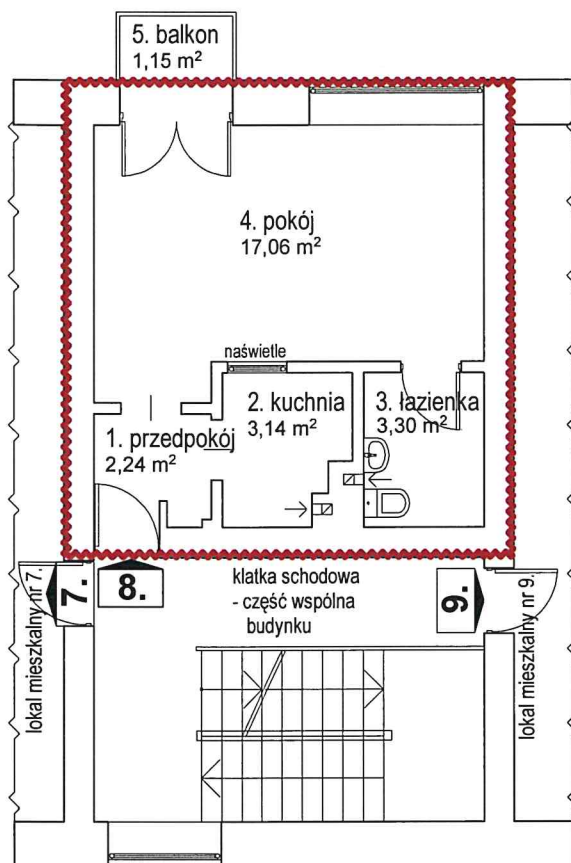 5. balkon
1,15 m²
4. pokój
17,06 m²
naświetle
2. kuchnia
3,14 m²
3. łazienka
3,30 m²
1. przedpokój
2,24 m²
7.
8.
klatka schodowa
- część wspólna
budynku
9.
lokal mieszkalny nr 7.
lokal mieszkalny nr 9.